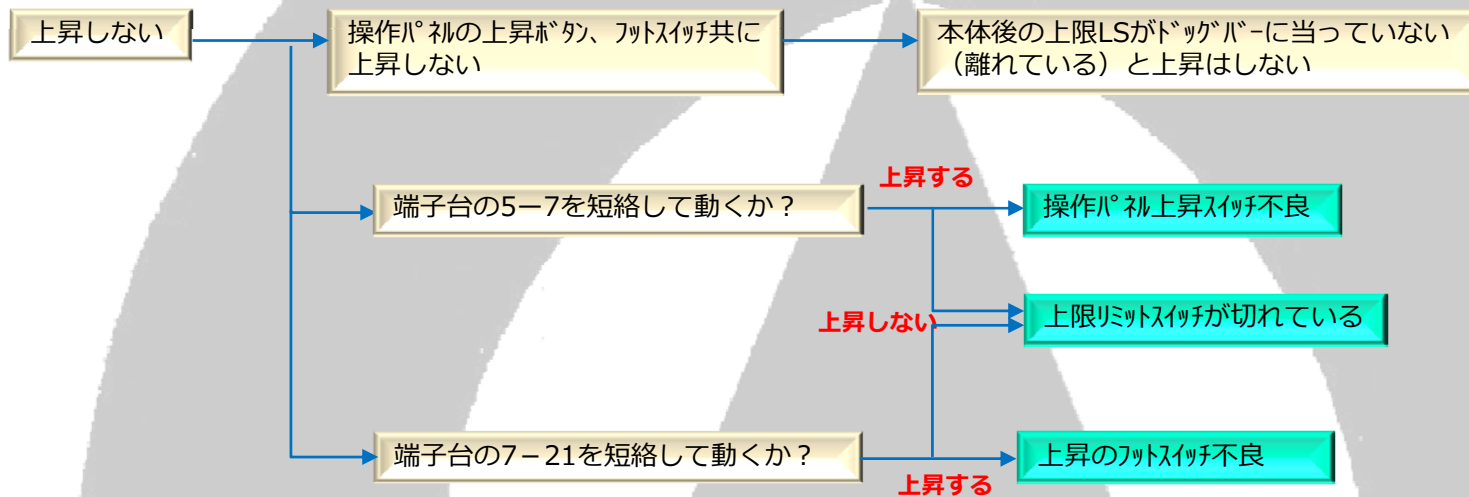 上昇しない
操作ﾊﾟﾈﾙの上昇ﾎﾞﾀﾝ、ﾌｯﾄｽｲｯﾁ共に
上昇しない
本体後の上限LSがﾄﾞｯｸﾞﾊﾞｰに当っていない
（離れている）と上昇はしない
上昇する
端子台の5ー7を短絡して動くか？
操作ﾊﾟﾈﾙ上昇ｽｲｯﾁ不良
上昇しない
上限ﾘﾐｯﾄｽｲｯﾁが切れている
端子台の7－21を短絡して動くか？
上昇のﾌｯﾄｽｲｯﾁ不良
上昇する